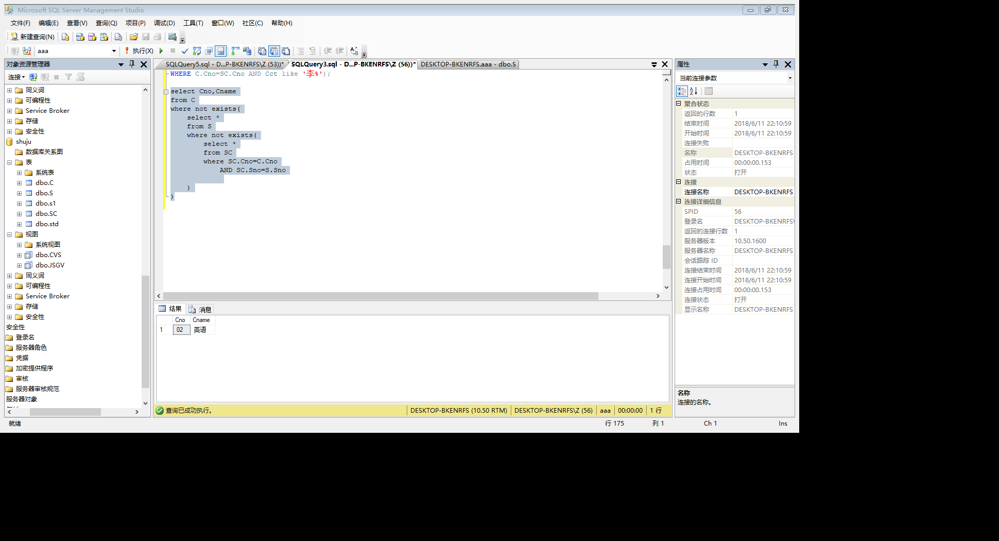 Microsoft SQL Server Management Studio
文件(F) 编辑(E) 查看(V) 查询(Q) 项目(P) 调试(D) 工具(T) 窗口(W) 社区(C) 帮助(H)
新建查询(N)
aaa 执行(X)
对象资源管理器
连接
同义词
可编程性
Service Broker
存储
安全性
shuju
数据库关系图
表
系统表
dbo.C
dbo.S
dbo.s1
dbo.SC
dbo.std
视图
系统视图
dbo.CVS
dbo.JSGV
同义词
可编程性
Service Broker
存储
安全性
安全性
登录名
服务器角色
凭据
加密提供程序
审核
服务器审核规范
服务器对象
SQLQuery5.sql - D...P-BKENRFS\Z (53))* SQLQuery3.sql - D...P-BKENRFS\Z (56))* DESKTOP-BKENRFS.aaa - dbo.S
WHERE C.Cno=SC.Cno AND Cct like '李%');
select Cno,Cname
from C
where not exists(
select *
from S
where not exists(
select *
from SC
where SC.Cno=C.Cno
AND SC.Sno=S.Sno
)
)
结果 消息
Cno Cname
1 02 英语
查询已成功执行。 DESKTOP-BKENRFS (10.50 RTM) DESKTOP-BKENRFS\Z (56) aaa 00:00:00 1 行
属性
当前连接参数
聚合状态
返回的行数 1
结束时间 2018/6/11 22:10:59
开始时间 2018/6/11 22:10:59
连接失败
名称 DESKTOP-BKENRFS
占用时间 00:00:00.153
状态 打开
连接
连接名称 DESKTOP-BKENRFS
连接详细信息
SPID 56
登录名 DESKTOP-BKENRFS\
返回的连接行数 1
服务器版本 10.50.1600
服务器名称 DESKTOP-BKENRFS
会话跟踪 ID
连接结束时间 2018/6/11 22:10:59
连接开始时间 2018/6/11 22:10:59
连接占用时间 00:00:00.153
连接状态 打开
显示名称 DESKTOP-BKENRFS
名称
连接的名称。
就绪 行 175 列 1 Ch 1 Ins